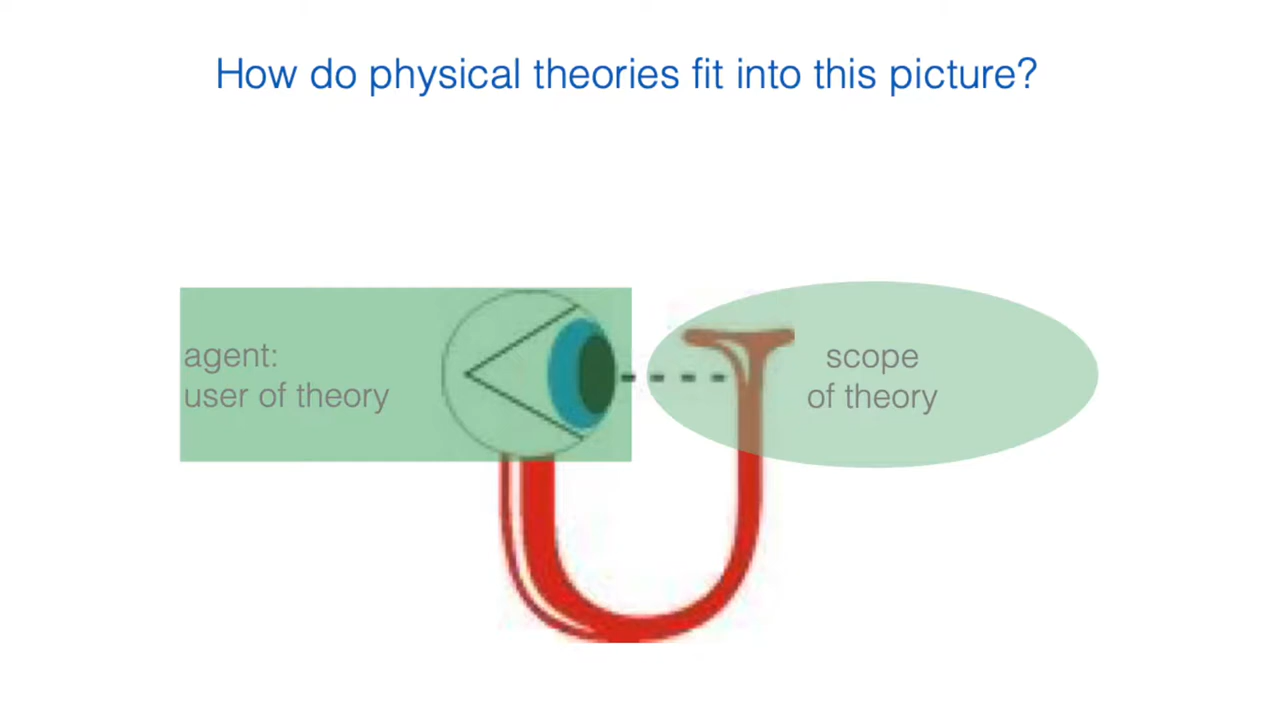 How do physical theories fit into this picture?
agent:
user of theory
scope
of theory